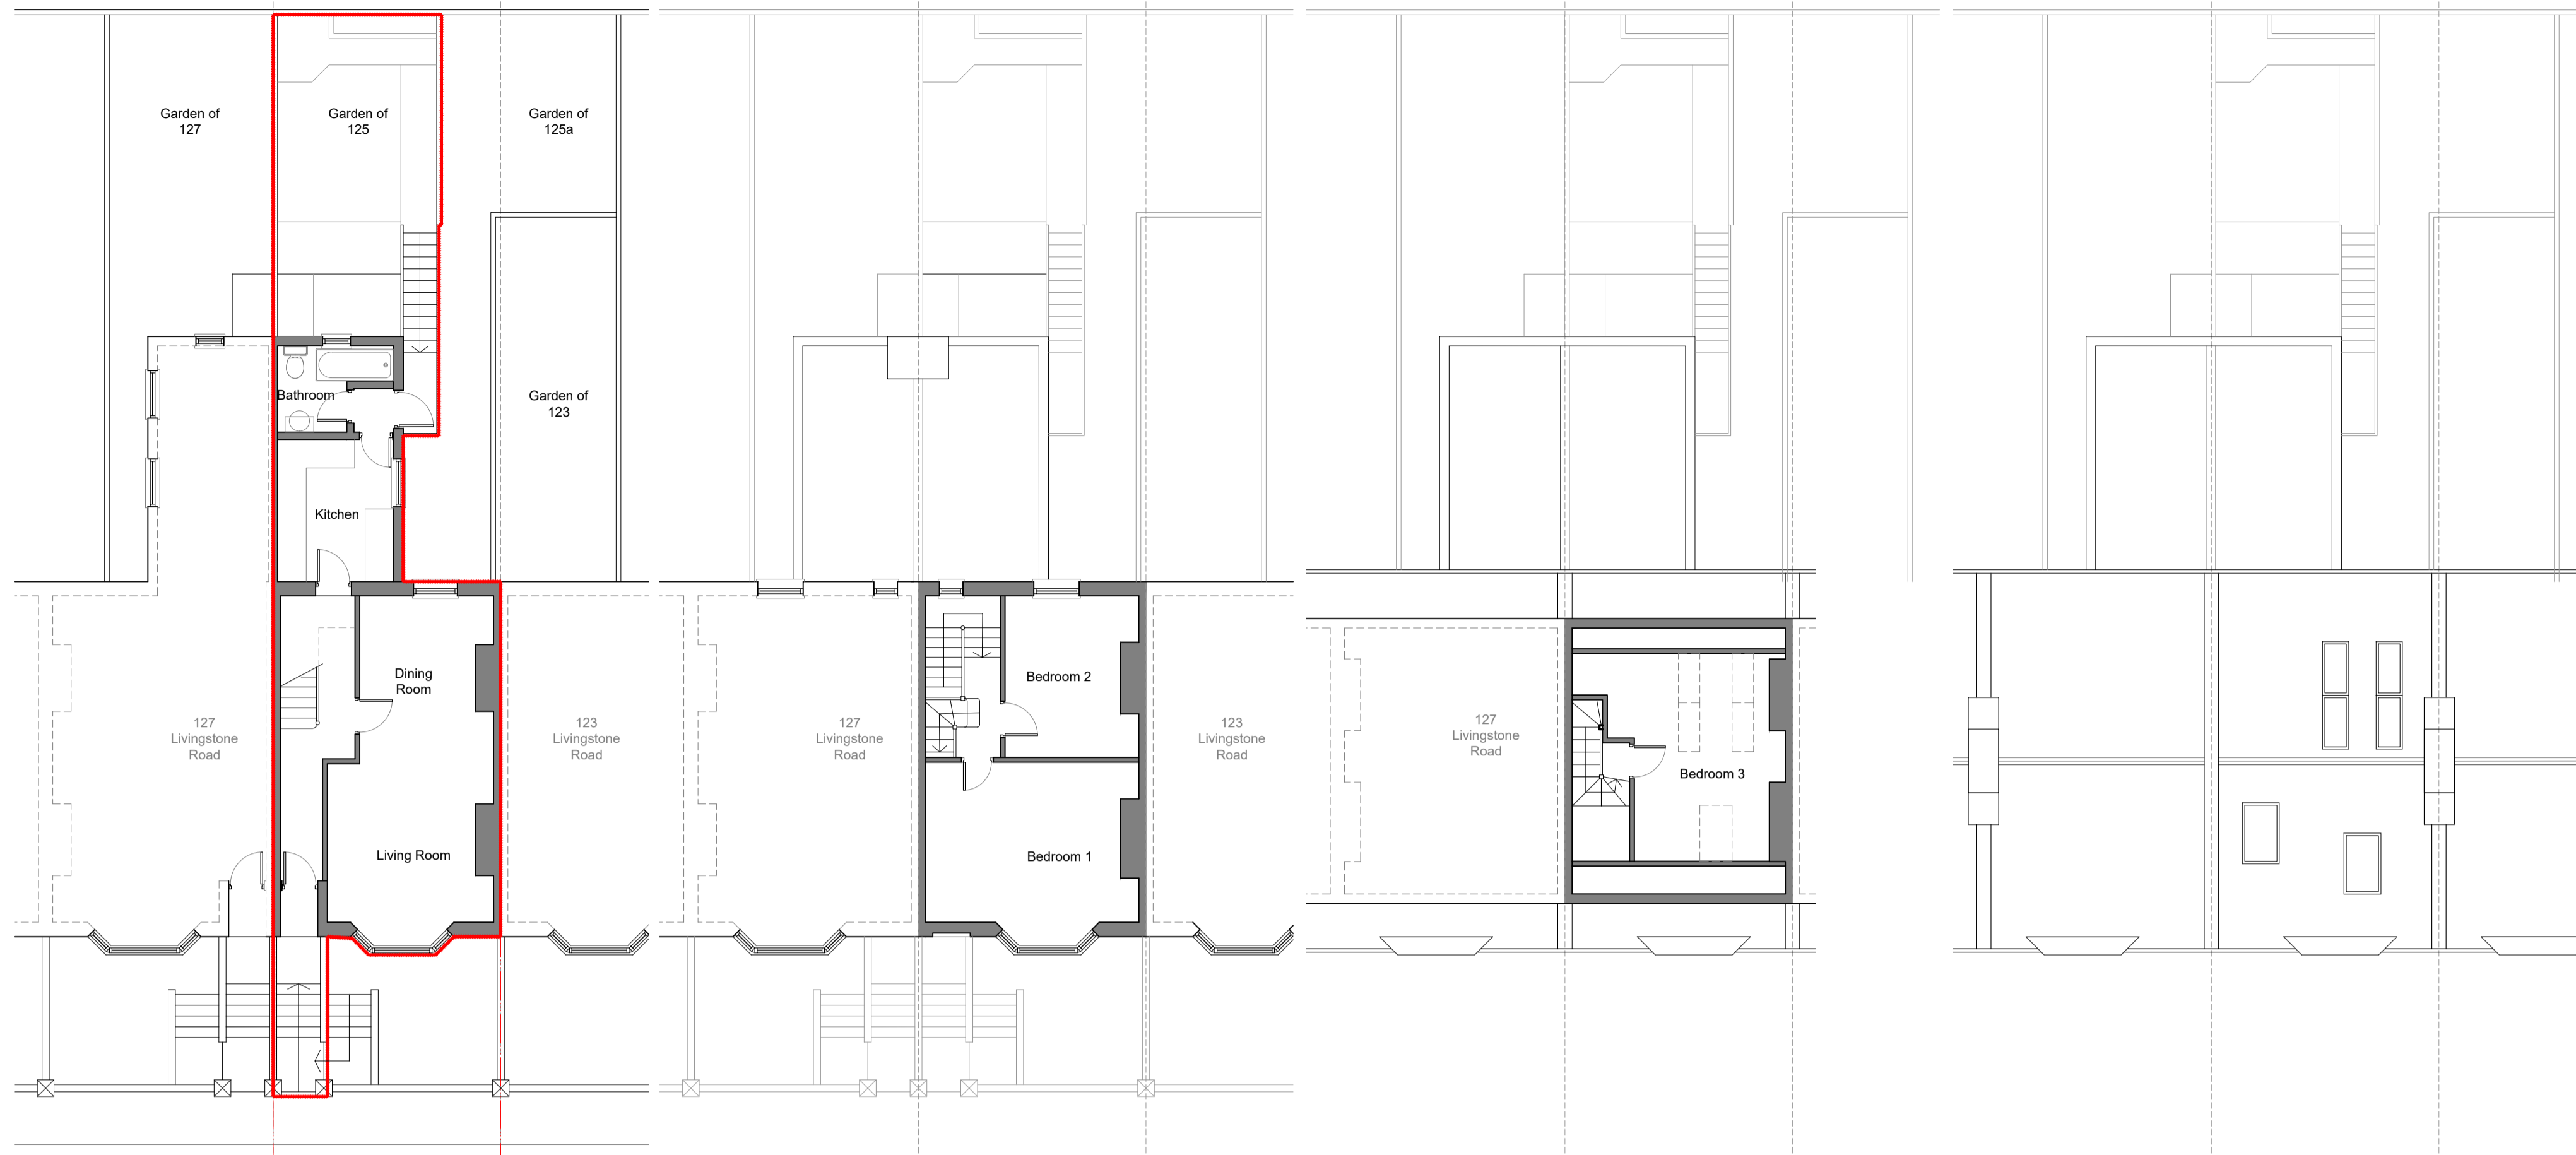 Garden of
127
Garden of
125
Garden of
125a
Bathroom
Garden of
123
Kitchen
Dining
Room
127
Livingstone
Road
123
Livingstone
Road
Living Room
Bedroom 2
127
Livingstone
Road
123
Livingstone
Road
Bedroom 1
127
Livingstone
Road
Bedroom 3